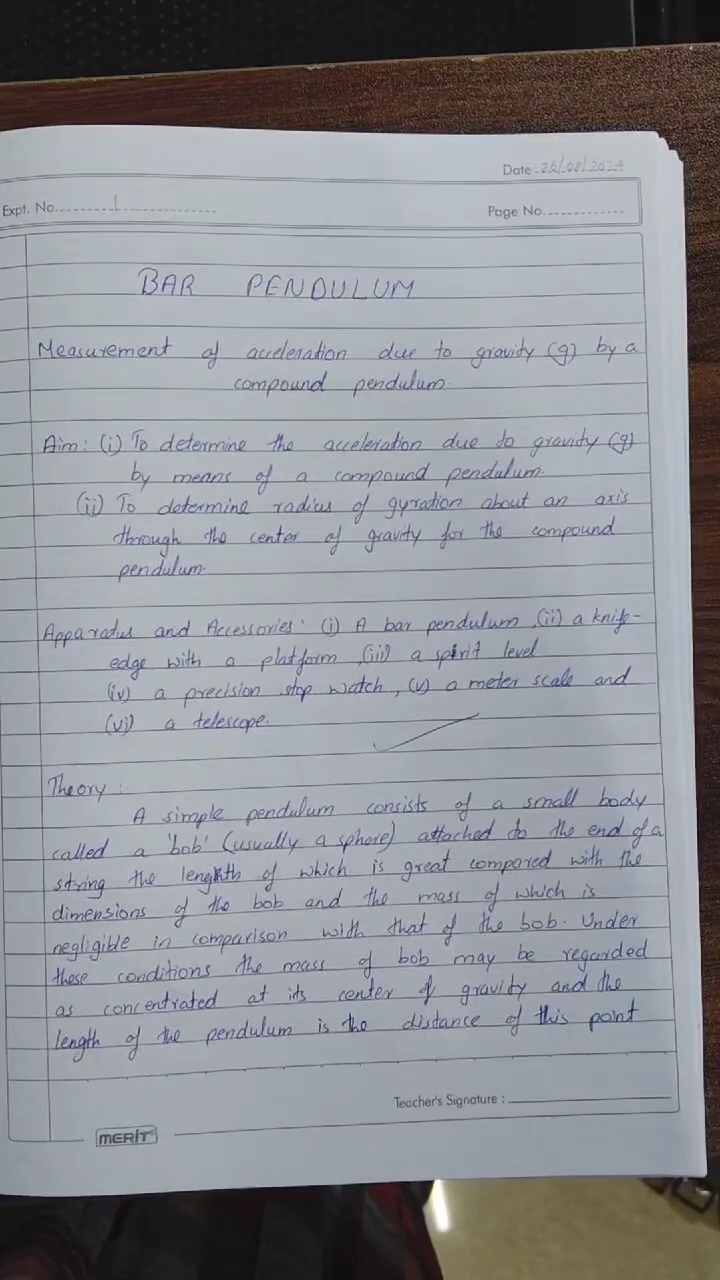 Date 26/08/2024
Expt. No. 1
Page No.
BAR PENDULUM
Measurement of acceleration due to gravity (g) by a
compound pendulum.
Aim: (i) To determine the acceleration due to gravity (g)
by means of a compound pendulum.
(ii) To determine radius of gyration about an axis
through the center of gravity for the compound
pendulum.
Apparatus and Accessories: (i) A bar pendulum, (ii) a knife-
edge with a platform, (iii) a spirit level
(iv) a precision stop watch, (v) a meter scale and
(vi) a telescope.
Theory:
A simple pendulum consists of a small body
called a 'bob' (usually a sphere) attached to the end of a
string the length of which is great compared with the
dimensions of the bob and the mass of which is
negligible in comparison with that of the bob. Under
these conditions the mass of bob may be regarded
as concentrated at its center of gravity and the
length of the pendulum is the distance of this point
Teacher's Signature :
MERIT